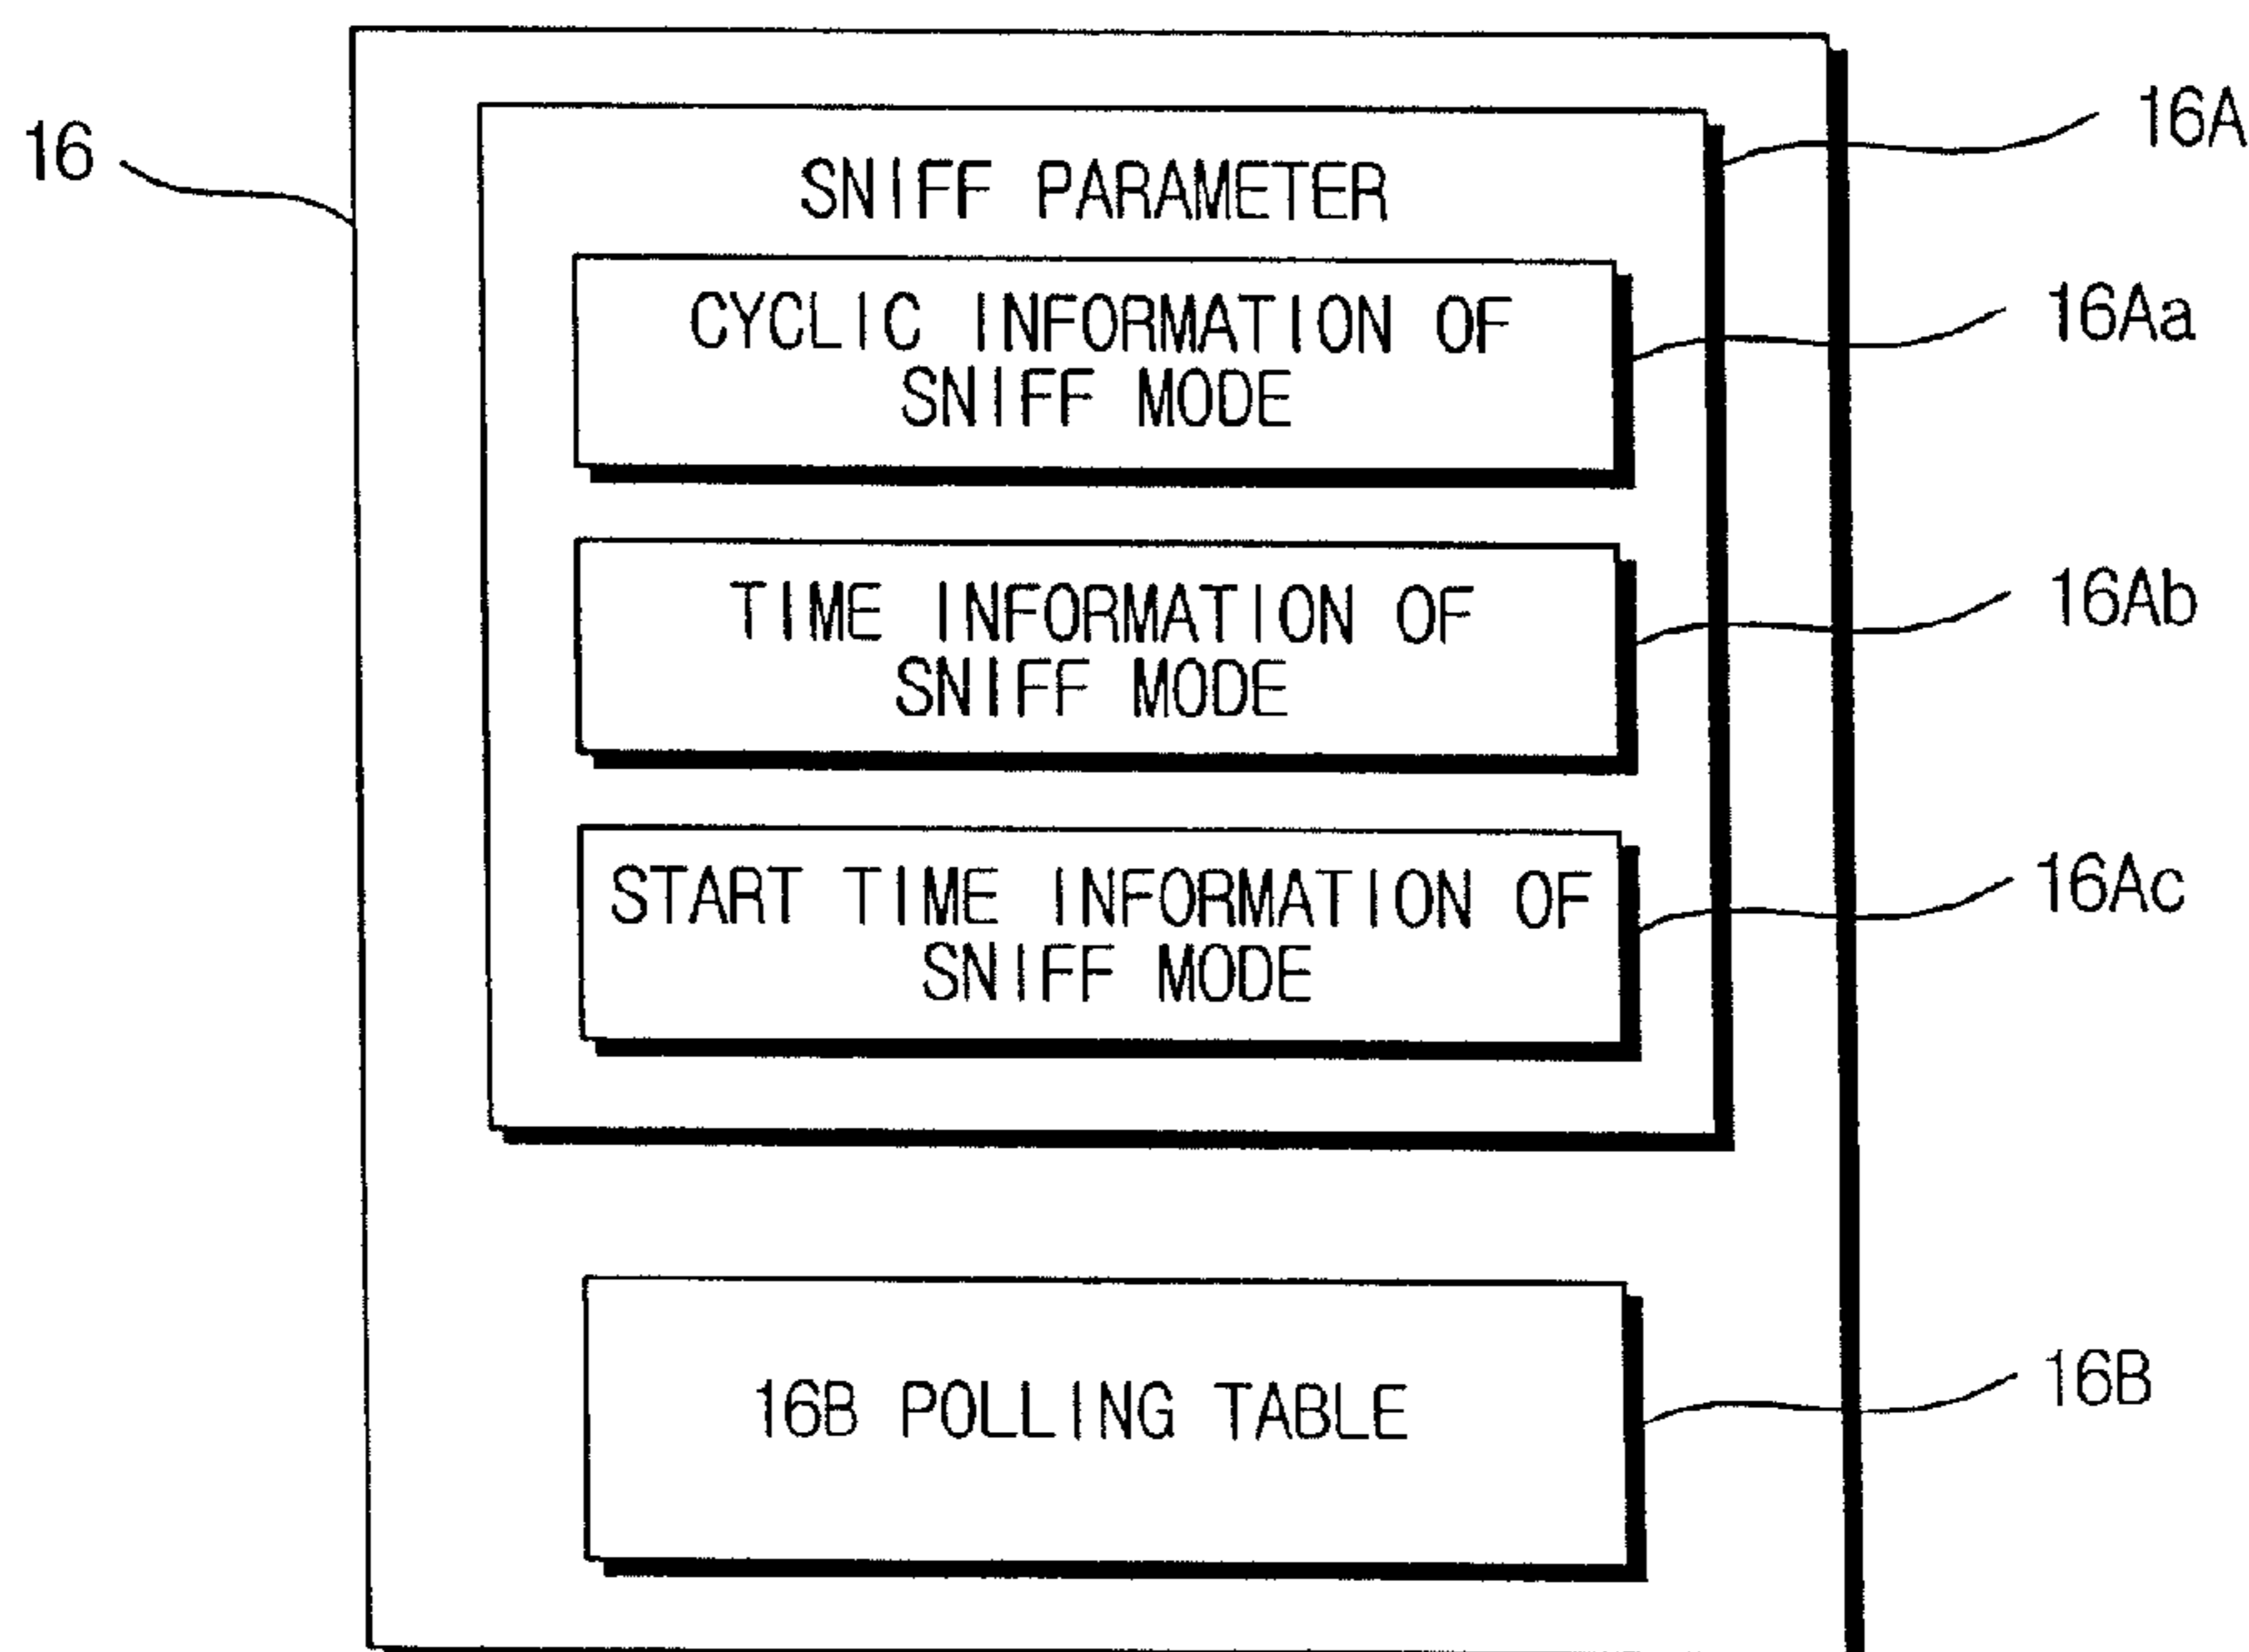 16
16A
SNIFF PARAMETER
CYCLIC INFORMATION OF
SNIFF MODE
16Aa
TIME INFORMATION OF
SNIFF MODE
16Ab
START TIME INFORMATION OF
SNIFF MODE
16Ac
16B POLLING TABLE
16B